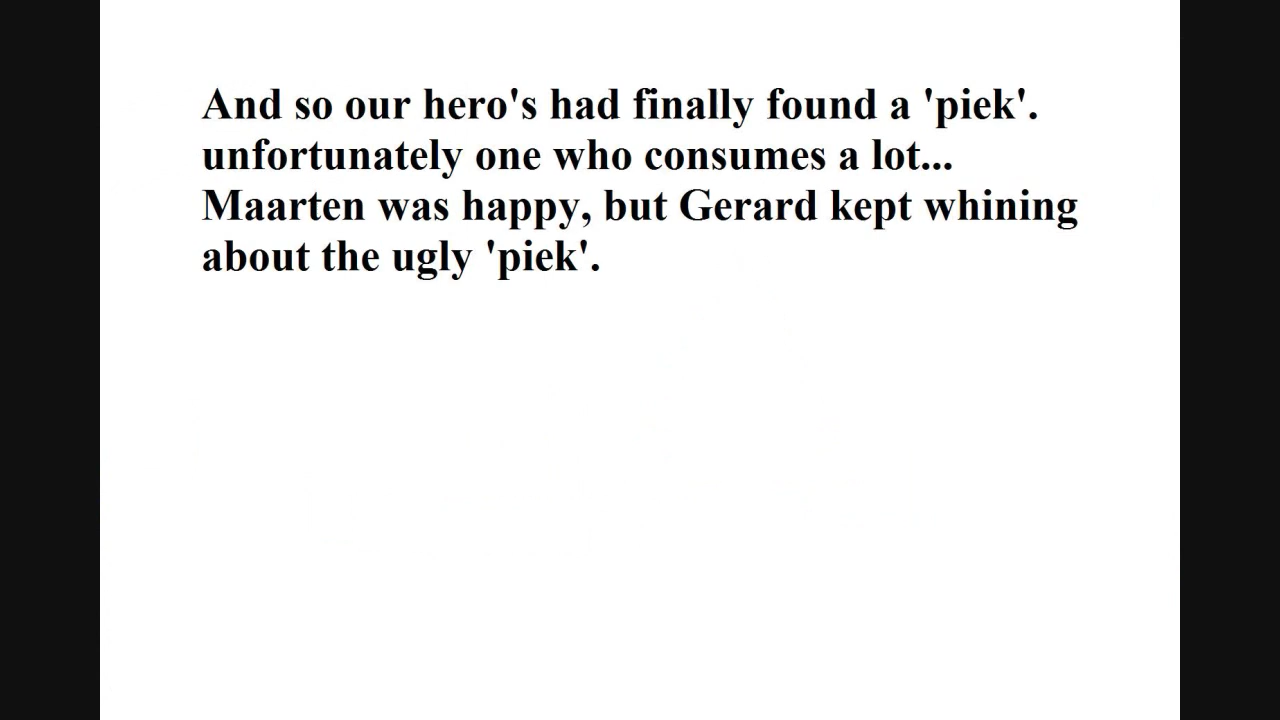 And so our hero's had finally found a 'piek'.
unfortunately one who consumes a lot...
Maarten was happy, but Gerard kept whining
about the ugly 'piek'.